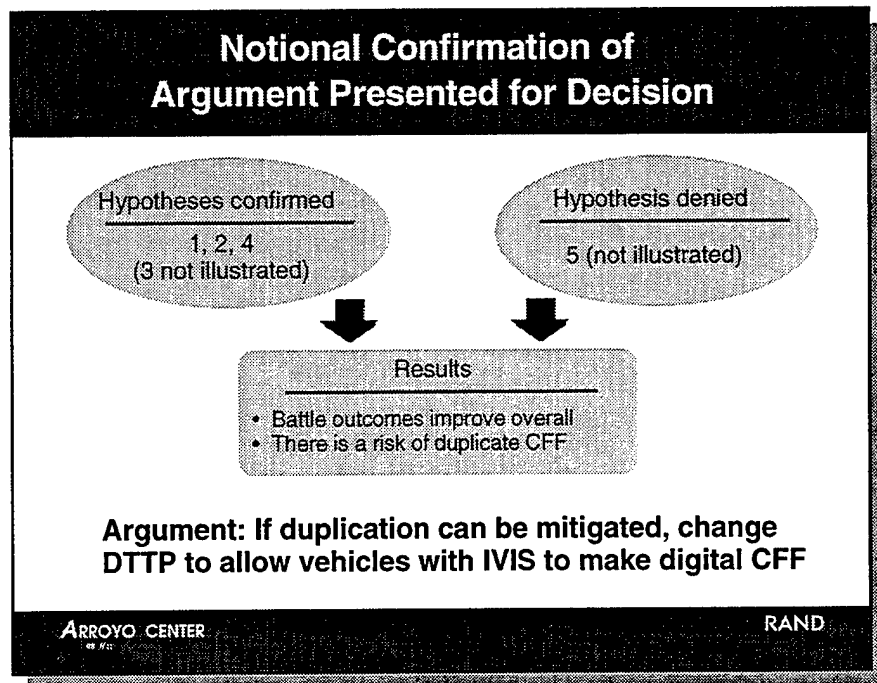 Notional Confirmation of
Argument Presented for Decision
Hypotheses confirmed
1, 2, 4
(3 not illustrated)
Hypothesis denied
5 (not illustrated)
Results
• Battle outcomes improve overall
• There is a risk of duplicate CFF
Argument: If duplication can be mitigated, change
DTTP to allow vehicles with IVIS to make digital CFF
ARROYO CENTER
RAND